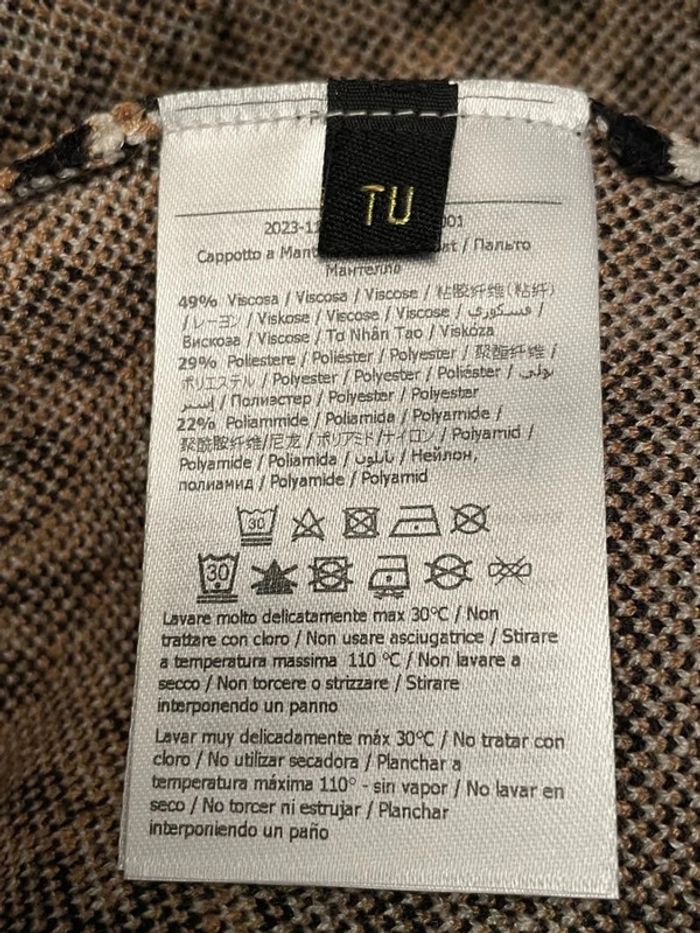 TU
2023-11 001
Cappotto a Mant / Пальто
Мантелла
49% Viscosa / Viscosa / Viscose / 粘胶纤维(粘纤)
/ レーヨン / Viskose / Viscose / Viscose / فسكوزي /
Вискоза / Viscose / Tơ Nhân Tạo / Viskóza
29% Poliestere / Poliéster / Polyester / 聚酯纤维 /
ポリエステル / Polyester / Polyester / Poliéster / بولي
إستر / Полиэстер / Polyester / Polyester
22% Poliammide / Poliamida / Polyamide /
聚酰胺纤维/尼龙 / ポリアミド/ナイロン / Polyamid /
Polyamide / Poliamida / نايلون / Нейлон,
полиамид / Polyamide / Polyamid
30
30
Lavare molto delicatamente max 30°C / Non
trattare con cloro / Non usare asciugatrice / Stirare
a temperatura massima 110 °C / Non lavare a
secco / Non torcere o strizzare / Stirare
interponendo un panno
Lavar muy delicadamente máx 30°C / No tratar con
cloro / No utilizar secadora / Planchar a
temperatura máxima 110° - sin vapor / No lavar en
seco / No torcer ni estrujar / Planchar
interponiendo un paño